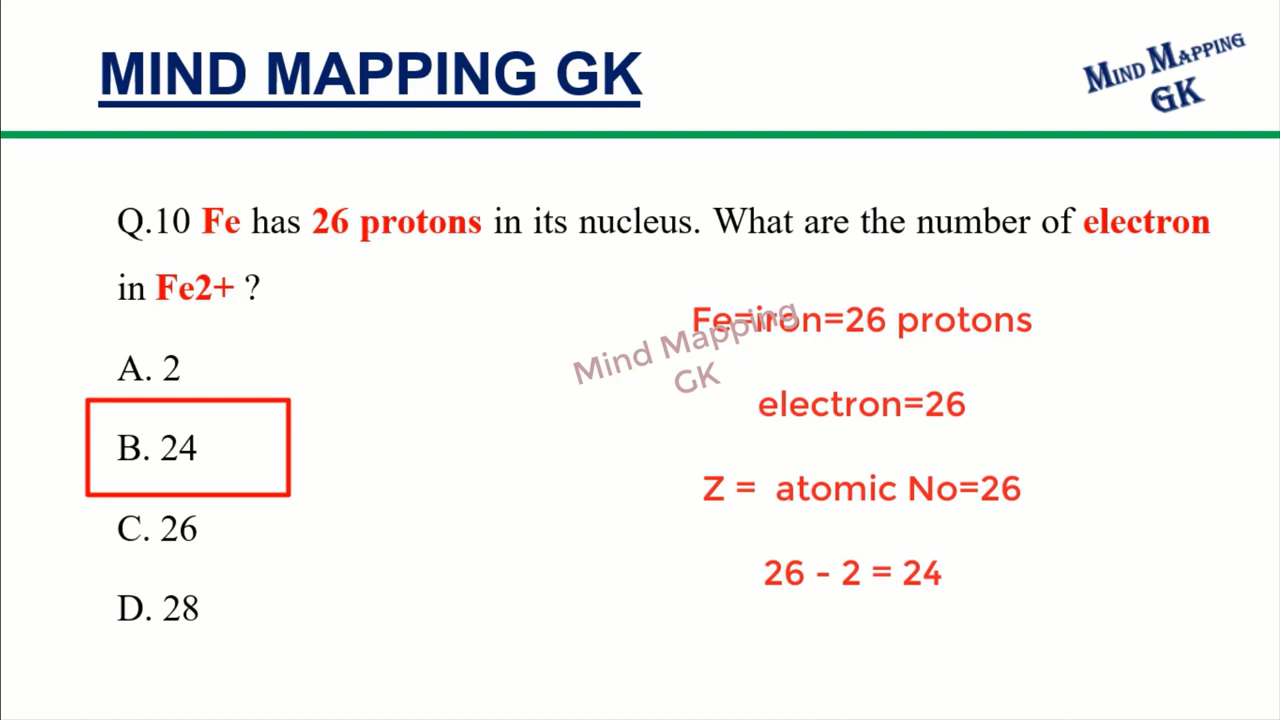 MIND MAPPING GK
MIND MAPPING
GK
Q.10 Fe has 26 protons in its nucleus. What are the number of electron
in Fe2+ ?
Fe=iron=26 protons
Mind Mapping
GK
A. 2
electron=26
B. 24
Z = atomic No=26
C. 26
26 - 2 = 24
D. 28